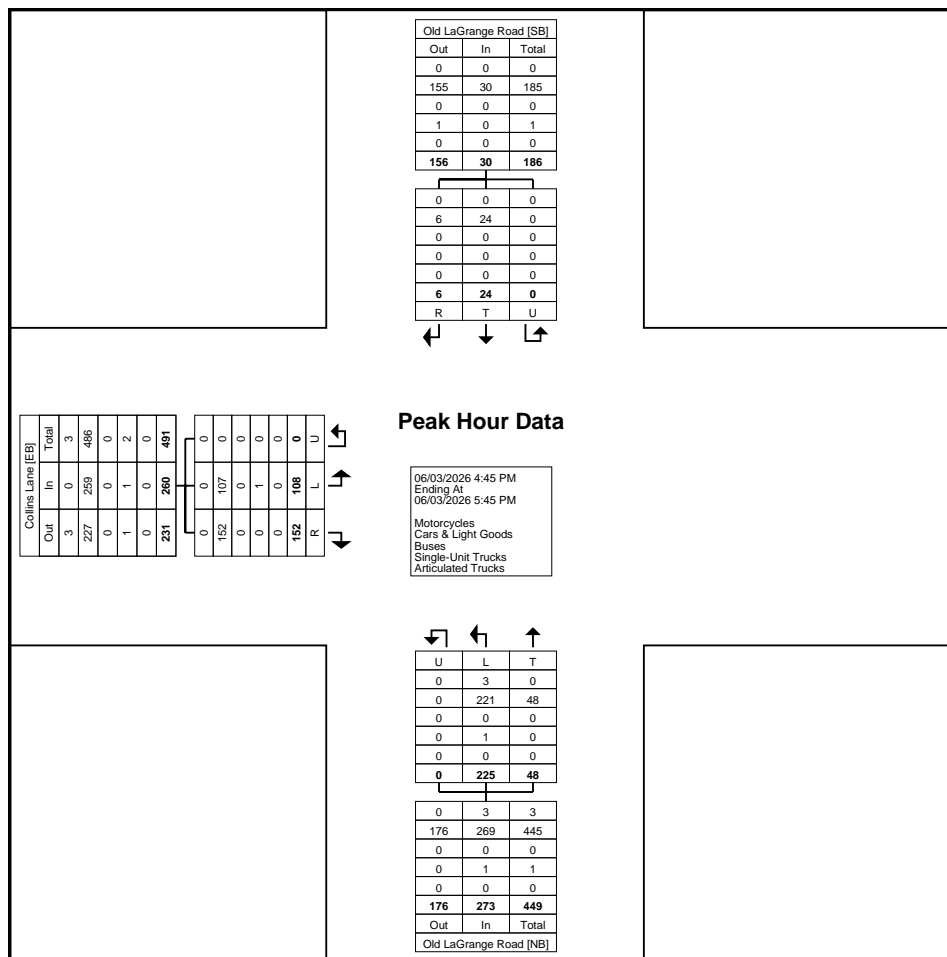 Old LaGrange Road [SB]
Out In Total
0 0 0
155 30 185
0 0 0
1 0 1
0 0 0
156 30 186
0 0 0
6 24 0
0 0 0
0 0 0
0 0 0
6 24 0
R T U
Collins Lane [EB]
Total 3 486 0 2 0 491
In 0 259 0 1 0 260
Out 3 227 0 1 0 231
0 0 0 0 0 0 U
0 107 0 1 0 108 L
0 152 0 0 0 152 R
Peak Hour Data
06/03/2026 4:45 PM
Ending At
06/03/2026 5:45 PM
Motorcycles
Cars & Light Goods
Buses
Single-Unit Trucks
Articulated Trucks
U L T
0 3 0
0 221 48
0 0 0
0 1 0
0 0 0
0 225 48
0 3 3
176 269 445
0 0 0
0 1 1
0 0 0
176 273 449
Out In Total
Old LaGrange Road [NB]